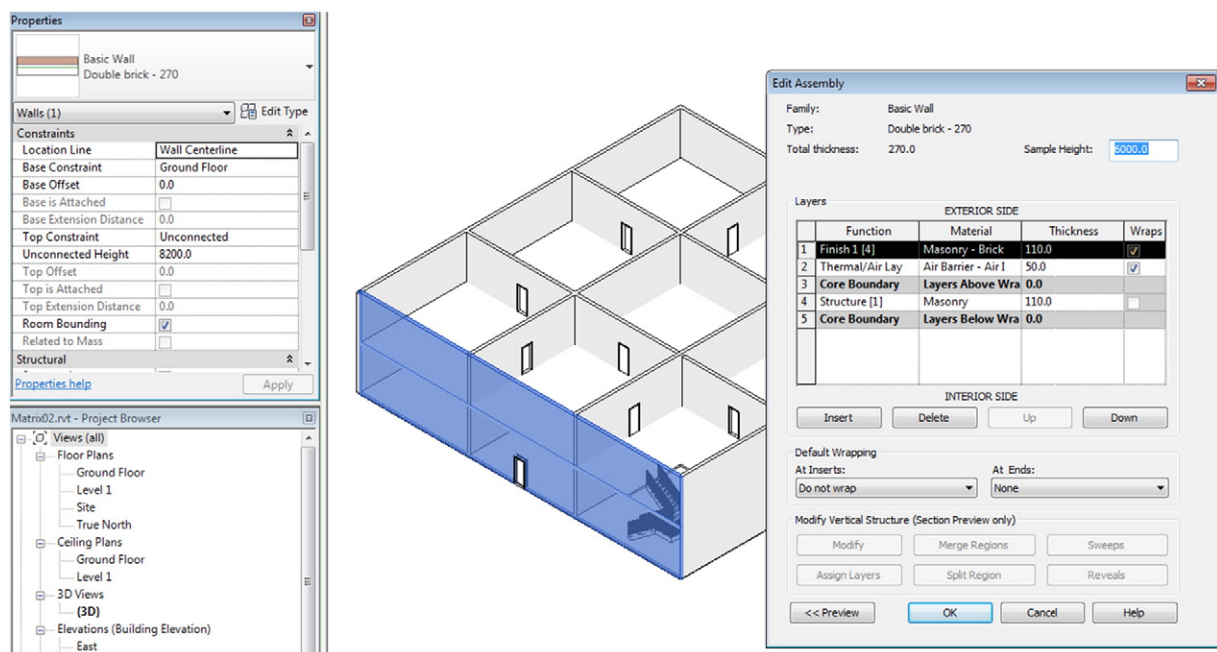 Properties
Basic Wall
Double brick - 270
Walls (1)
Edit Type
Constraints
Location Line Wall Centerline
Base Constraint Ground Floor
Base Offset 0.0
Base is Attached
Base Extension Distance 0.0
Top Constraint Unconnected
Unconnected Height 8200.0
Top Offset 0.0
Top is Attached
Top Extension Distance 0.0
Room Bounding
Related to Mass
Structural
Properties help Apply
Matrix02.rvt - Project Browser
Views (all)
Floor Plans
Ground Floor
Level 1
Site
True North
Ceiling Plans
Ground Floor
Level 1
3D Views
{3D}
Elevations (Building Elevation)
East
Edit Assembly
Family: Basic Wall
Type: Double brick - 270
Total thickness: 270.0 Sample Height: 6000.0
Layers
EXTERIOR SIDE
Function Material Thickness Wraps
1 Finish 1 [4] Masonry - Brick 110.0
2 Thermal/Air Lay Air Barrier - Air I 50.0
3 Core Boundary Layers Above Wra 0.0
4 Structure [1] Masonry 110.0
5 Core Boundary Layers Below Wra 0.0
INTERIOR SIDE
Insert Delete Up Down
Default Wrapping
At Inserts: At Ends:
Do not wrap None
Modify Vertical Structure (Section Preview only)
Modify Merge Regions Sweeps
Assign Layers Split Region Reveals
<< Preview OK Cancel Help